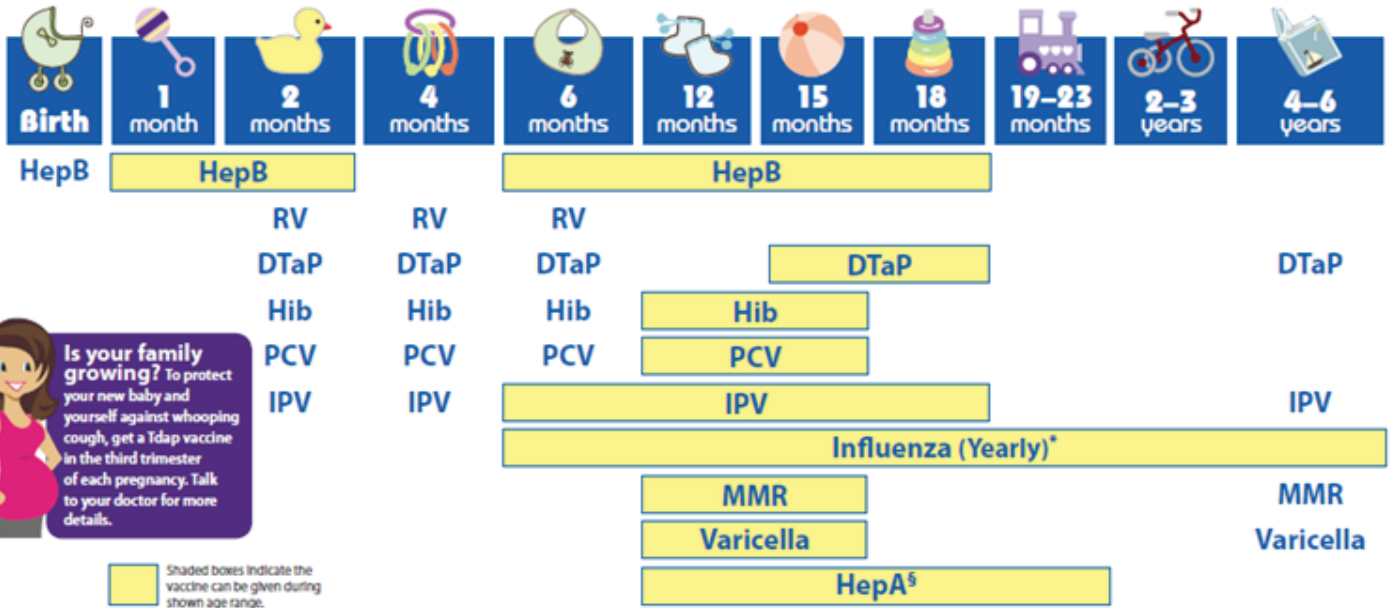 Birth
1
month
2
months
4
months
6
months
12
months
15
months
18
months
19–23
months
2–3
years
4–6
years
HepB HepB HepB
RV RV RV
DTaP DTaP DTaP DTaP DTaP
Hib Hib Hib Hib
PCV PCV PCV PCV
IPV IPV IPV IPV
Influenza (Yearly)*
MMR MMR
Varicella Varicella
HepA§
Is your family
growing? To protect
your new baby and
yourself against whooping
cough, get a Tdap vaccine
in the third trimester
of each pregnancy. Talk
to your doctor for more
details.
Shaded boxes indicate the
vaccine can be given during
shown age range.